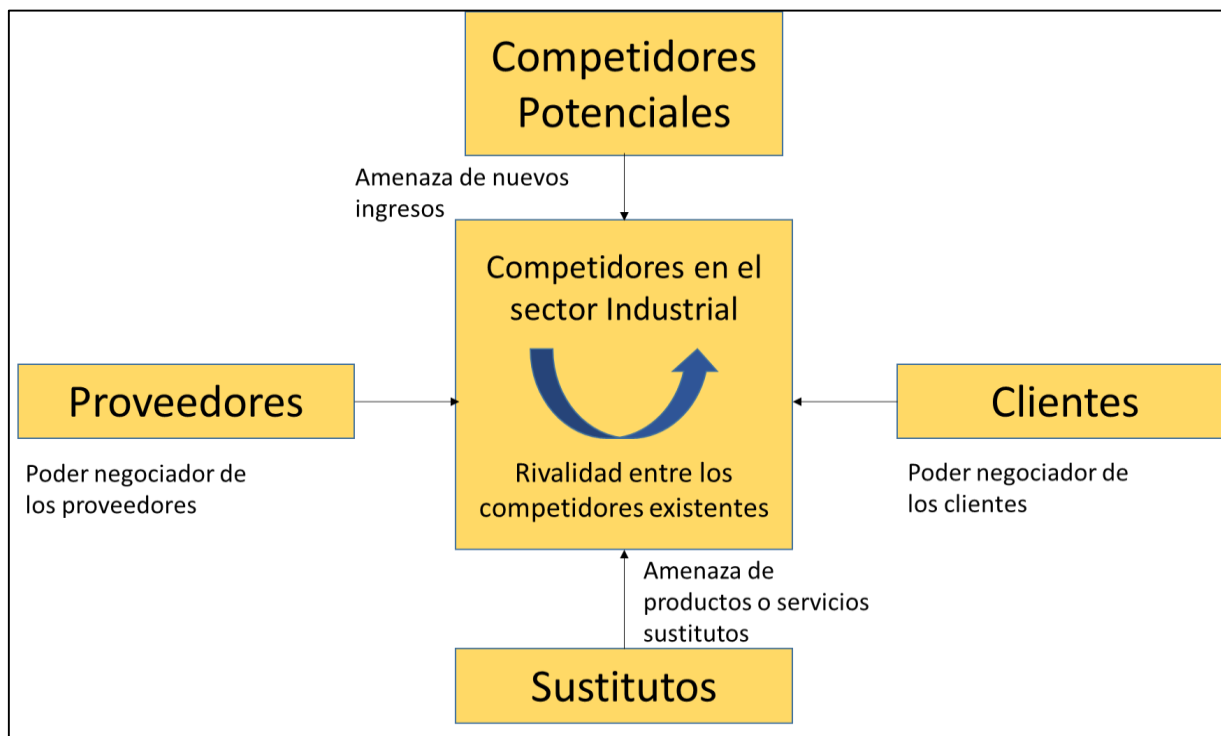 Competidores
Potenciales
Amenaza de nuevos
ingresos
Competidores en el
sector Industrial
Proveedores
Clientes
Poder negociador de
los proveedores
Rivalidad entre los
competidores existentes
Poder negociador de
los clientes
Amenaza de
productos o servicios
sustitutos
Sustitutos